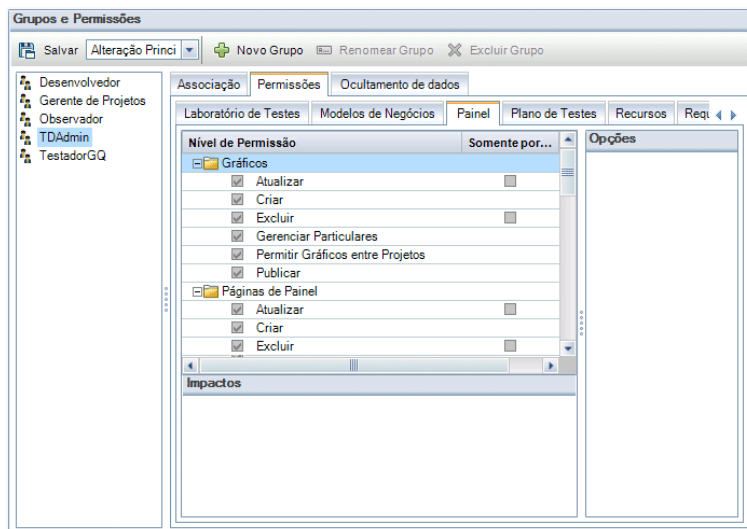 Grupos e Permissões
Salvar Alteração Princi Novo Grupo Renomear Grupo Excluir Grupo
Desenvolvedor
Gerente de Projetos
Observador
TDAdmin
TestadorGQ
Associação Permissões Ocultamento de dados
Laboratório de Testes Modelos de Negócios Painel Plano de Testes Recursos Requ
Nível de Permissão Somente por...
Gráficos
Atualizar
Criar
Excluir
Gerenciar Particulares
Permitir Gráficos entre Projetos
Publicar
Páginas de Painel
Atualizar
Criar
Excluir
Impactos
Opções